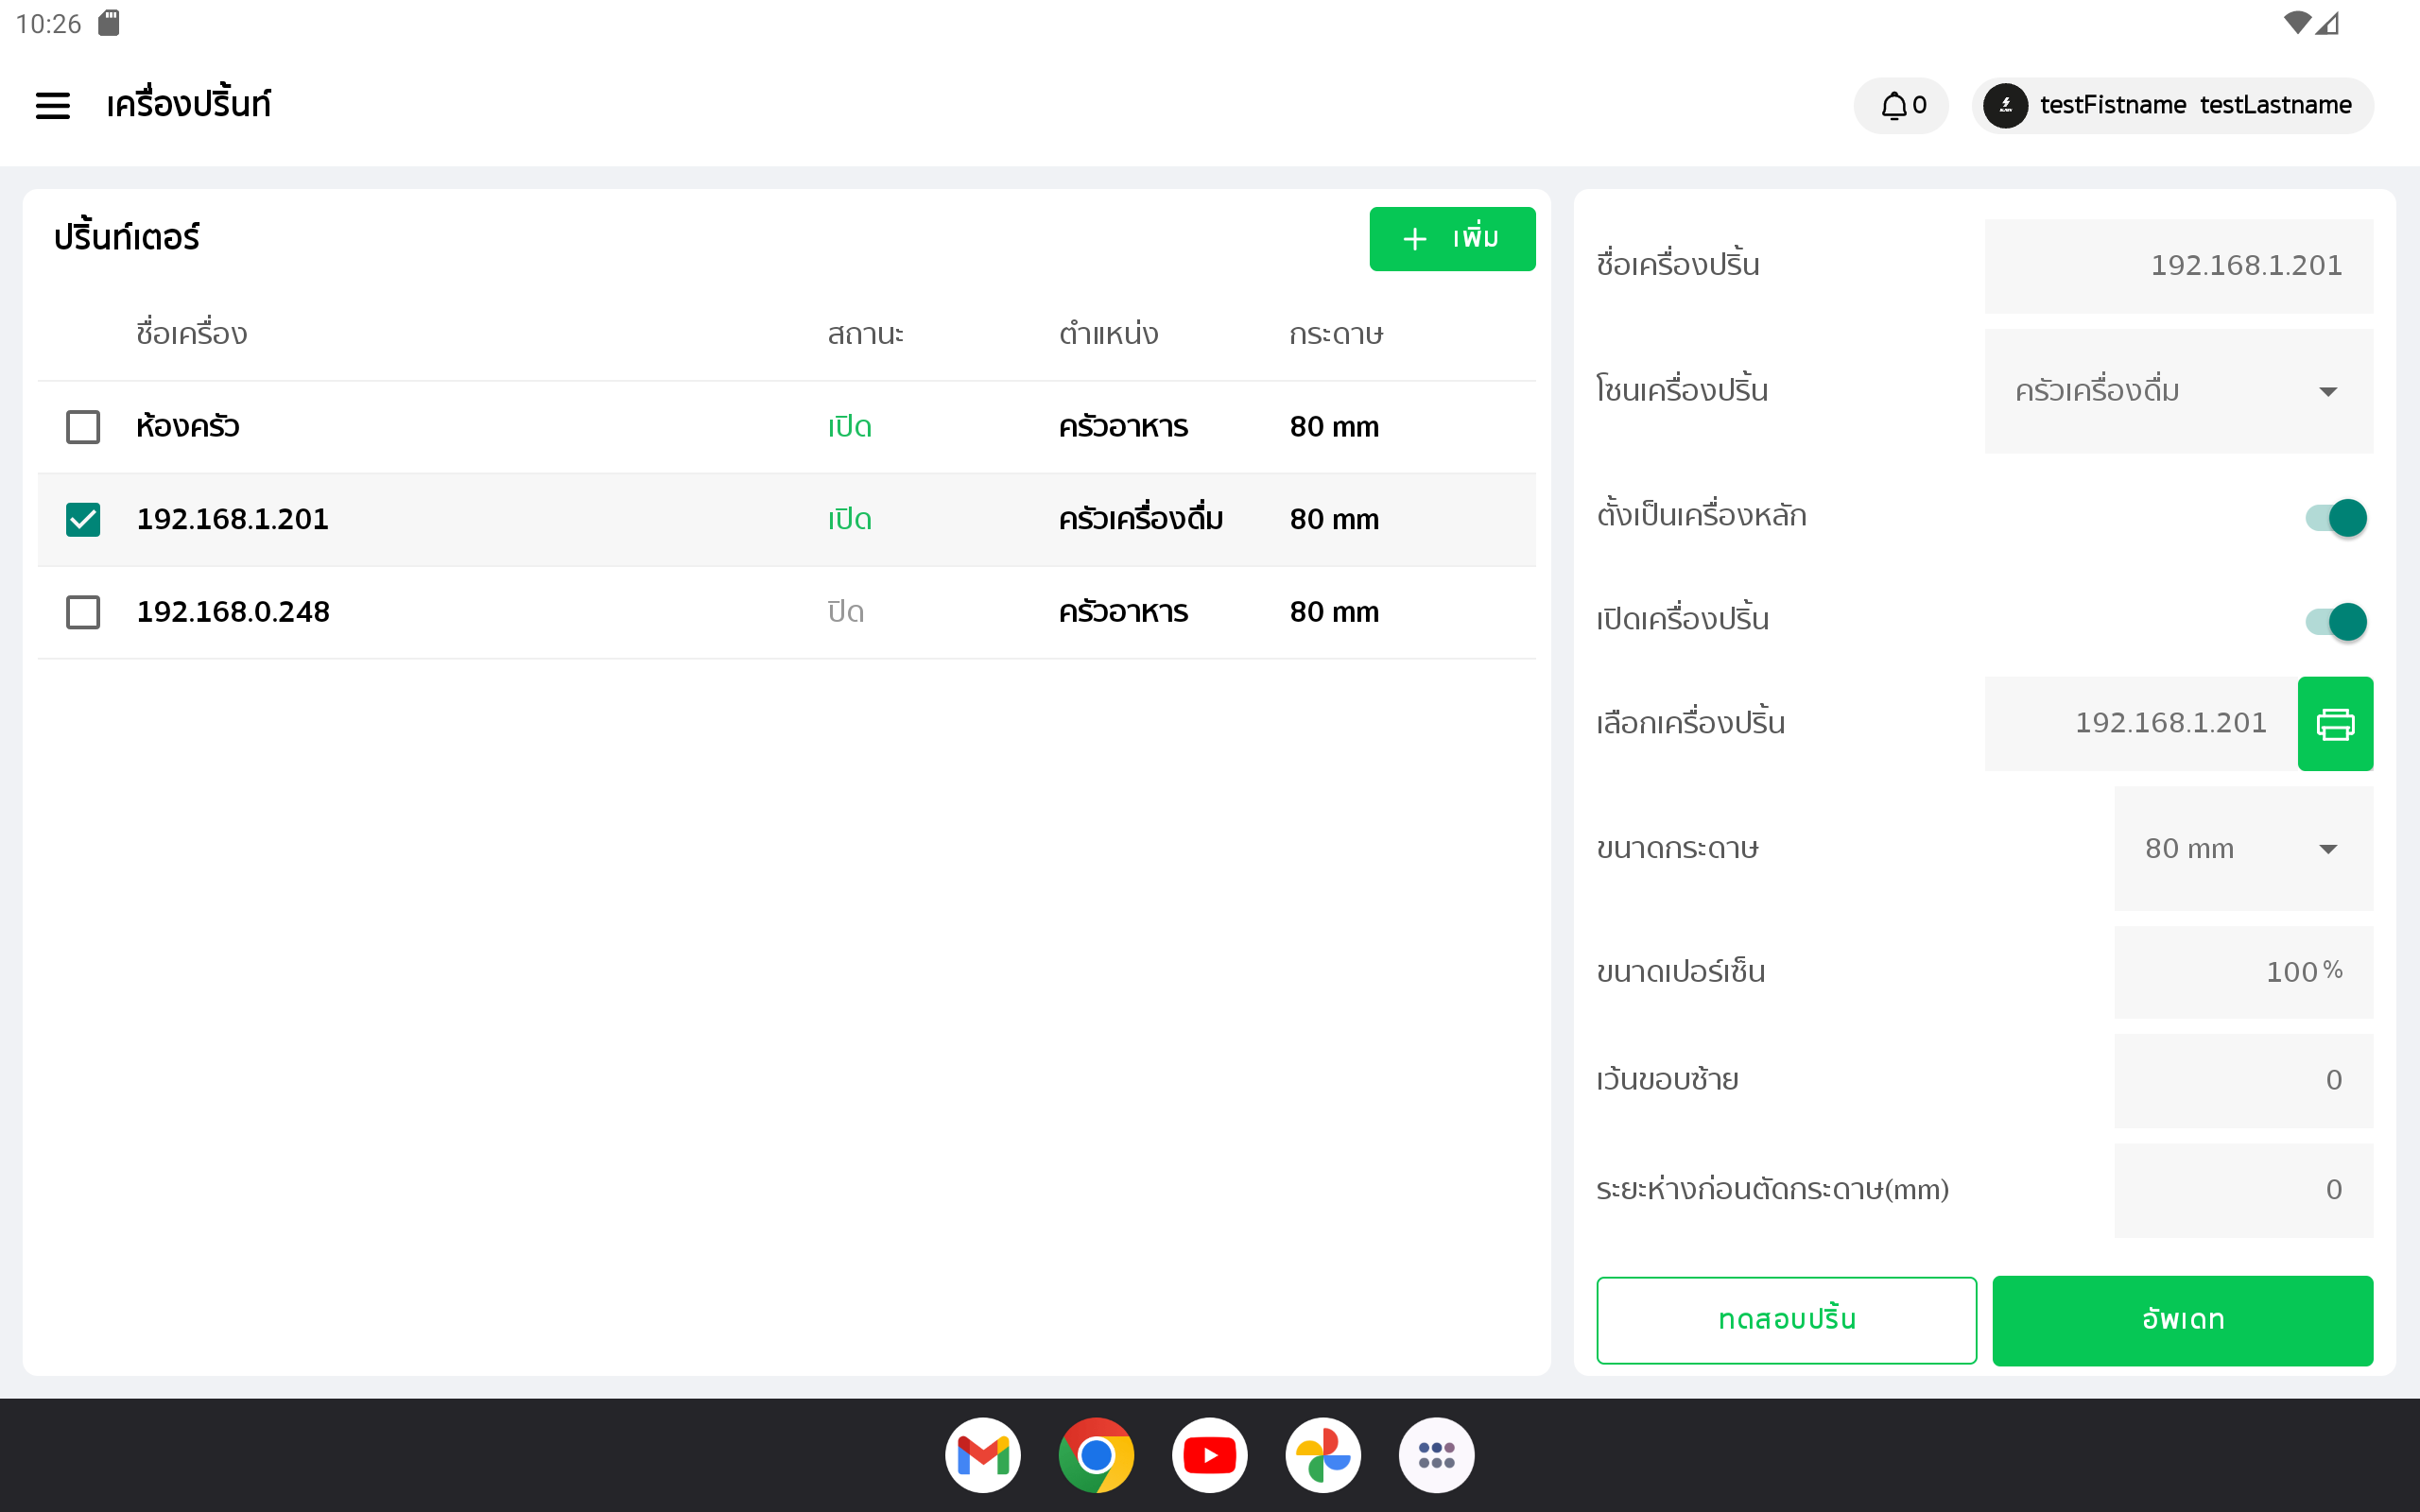 10:26
เครื่องปริ้นท์
0
testFistname testLastname
ปริ้นท์เตอร์
เพิ่ม
ชื่อเครื่อง สถานะ ตำแหน่ง กระดาษ
ห้องครัว เปิด ครัวอาหาร 80 mm
192.168.1.201 เปิด ครัวเครื่องดื่ม 80 mm
192.168.0.248 ปิด ครัวอาหาร 80 mm
ชื่อเครื่องปริ้น 192.168.1.201
โซนเครื่องปริ้น ครัวเครื่องดื่ม
ตั้งเป็นเครื่องหลัก
เปิดเครื่องปริ้น
เลือกเครื่องปริ้น 192.168.1.201
ขนาดกระดาษ 80 mm
ขนาดเปอร์เซ็น 100 %
เว้นขอบซ้าย 0
ระยะห่างก่อนตัดกระดาษ(mm) 0
ทดสอบปริ้น อัพเดท